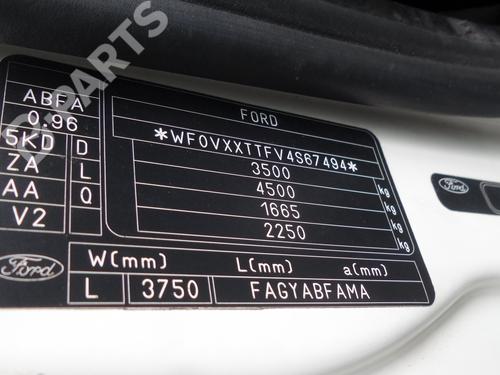 B-PARTS
ABFA
0.96
5KD D
ZA L
AA Q
V2
FORD
*WF0VXXTTFV4S67494*
3500 kg
4500 kg
1665 kg
2250 kg
Ford
W(mm) L(mm) a(mm)
L 3750 FAGYABFAMA
Ford